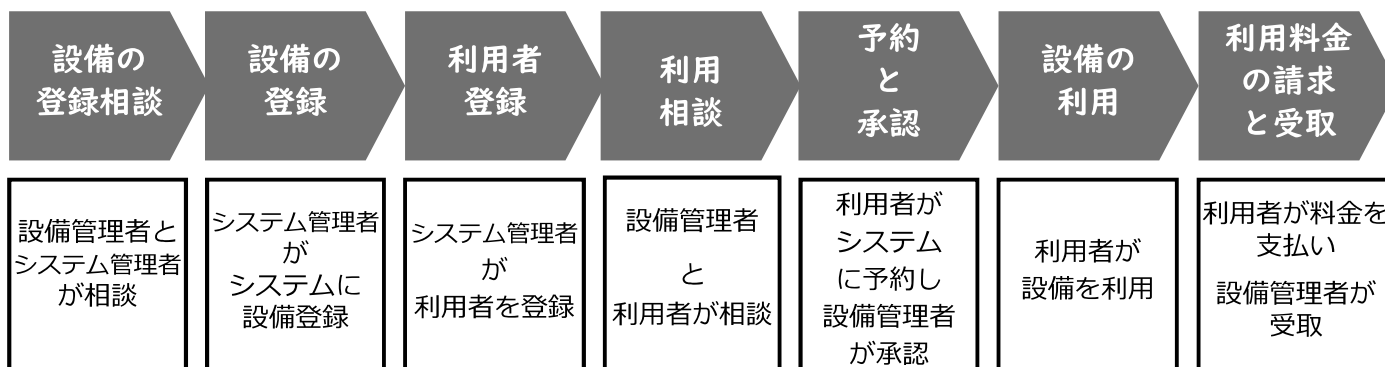 設備の
登録相談
設備の
登録
利用者
登録
利用
相談
予約
と
承認
設備の
利用
利用料金
の請求
と受取
設備管理者と
システム管理者
が相談
システム管理者
が
システムに
設備登録
システム管理者
が
利用者を登録
設備管理者
と
利用者が相談
利用者が
システム
に予約し
設備管理者
が承認
利用者が
設備を利用
利用者が料金を
支払い
設備管理者が
受取